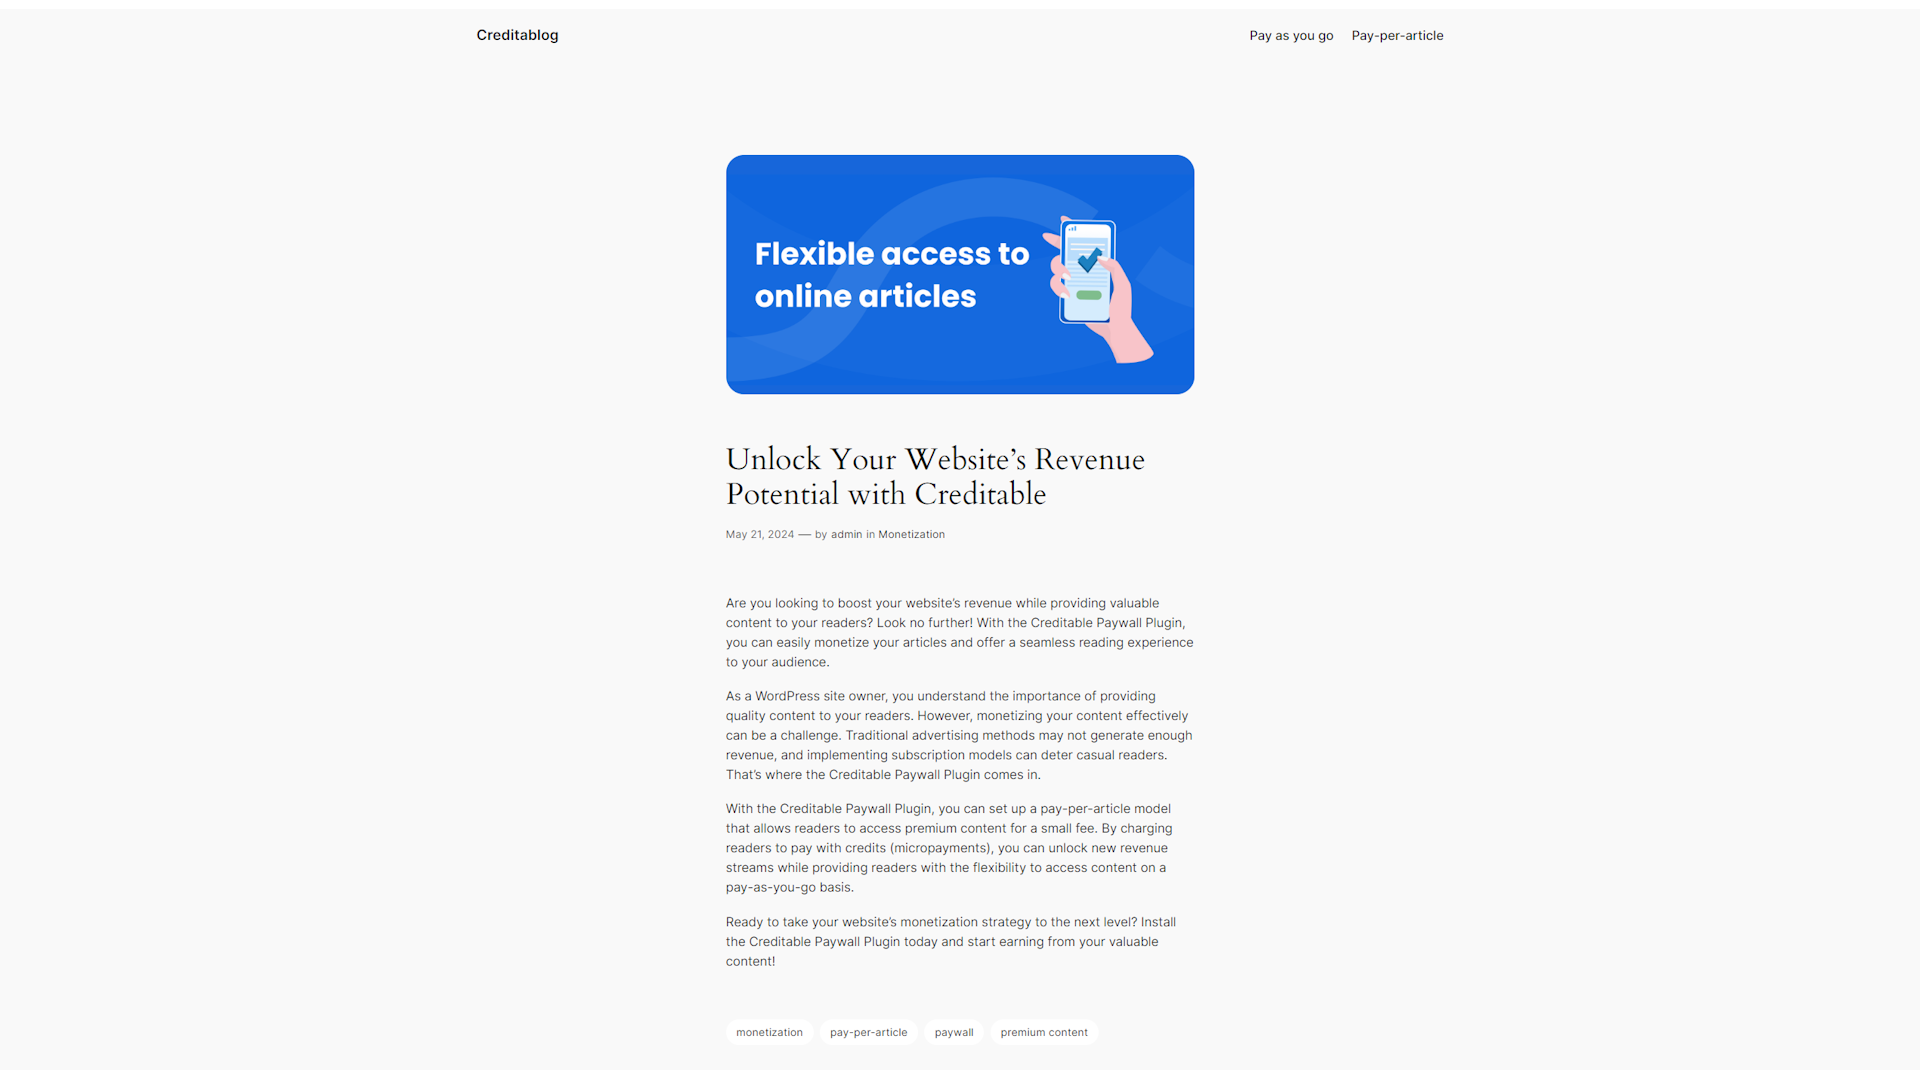 Creditablog
Pay as you go Pay-per-article
Flexible access to
online articles
Unlock Your Website’s Revenue
Potential with Creditable
May 21, 2024 — by admin in Monetization
Are you looking to boost your website’s revenue while providing valuable
content to your readers? Look no further! With the Creditable Paywall Plugin,
you can easily monetize your articles and offer a seamless reading experience
to your audience.
As a WordPress site owner, you understand the importance of providing
quality content to your readers. However, monetizing your content effectively
can be a challenge. Traditional advertising methods may not generate enough
revenue, and implementing subscription models can deter casual readers.
That’s where the Creditable Paywall Plugin comes in.
With the Creditable Paywall Plugin, you can set up a pay-per-article model
that allows readers to access premium content for a small fee. By charging
readers to pay with credits (micropayments), you can unlock new revenue
streams while providing readers with the flexibility to access content on a
pay-as-you-go basis.
Ready to take your website’s monetization strategy to the next level? Install
the Creditable Paywall Plugin today and start earning from your valuable
content!
monetization pay-per-article paywall premium content